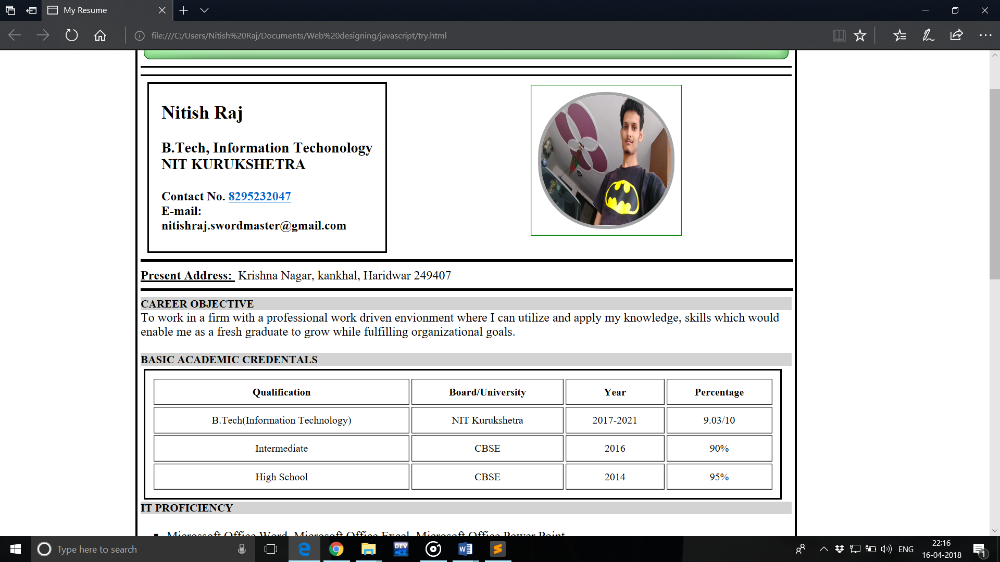 My Resume
file:///C:/Users/Nitish%20Raj/Documents/Web%20designing/javascript/try.html
Nitish Raj
B.Tech, Information Techonology
NIT KURUKSHETRA
Contact No. 8295232047
E-mail:
nitishraj.swordmaster@gmail.com
Present Address: Krishna Nagar, kankhal, Haridwar 249407
CAREER OBJECTIVE
To work in a firm with a professional work driven envionment where I can utilize and apply my knowledge, skills which would
enable me as a fresh graduate to grow while fulfilling organizational goals.
BASIC ACADEMIC CREDENTALS
Qualification Board/University Year Percentage
B.Tech(Information Technology) NIT Kurukshetra 2017-2021 9.03/10
Intermediate CBSE 2016 90%
High School CBSE 2014 95%
IT PROFICIENCY
Microssoft Office Word, Microsoft Office Excel, Microsoft Office Power Point
Type here to search
DEV
C++
W
ENG
22:16
16-04-2018
1